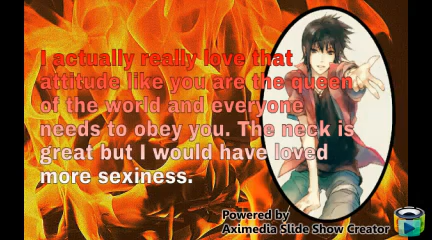 I actually really love that
attitude like you are the queen
of the world and everyone
needs to obey you. The neck is
great but I would have loved
more sexiness.
Powered by
Aximedia Slide Show Creator